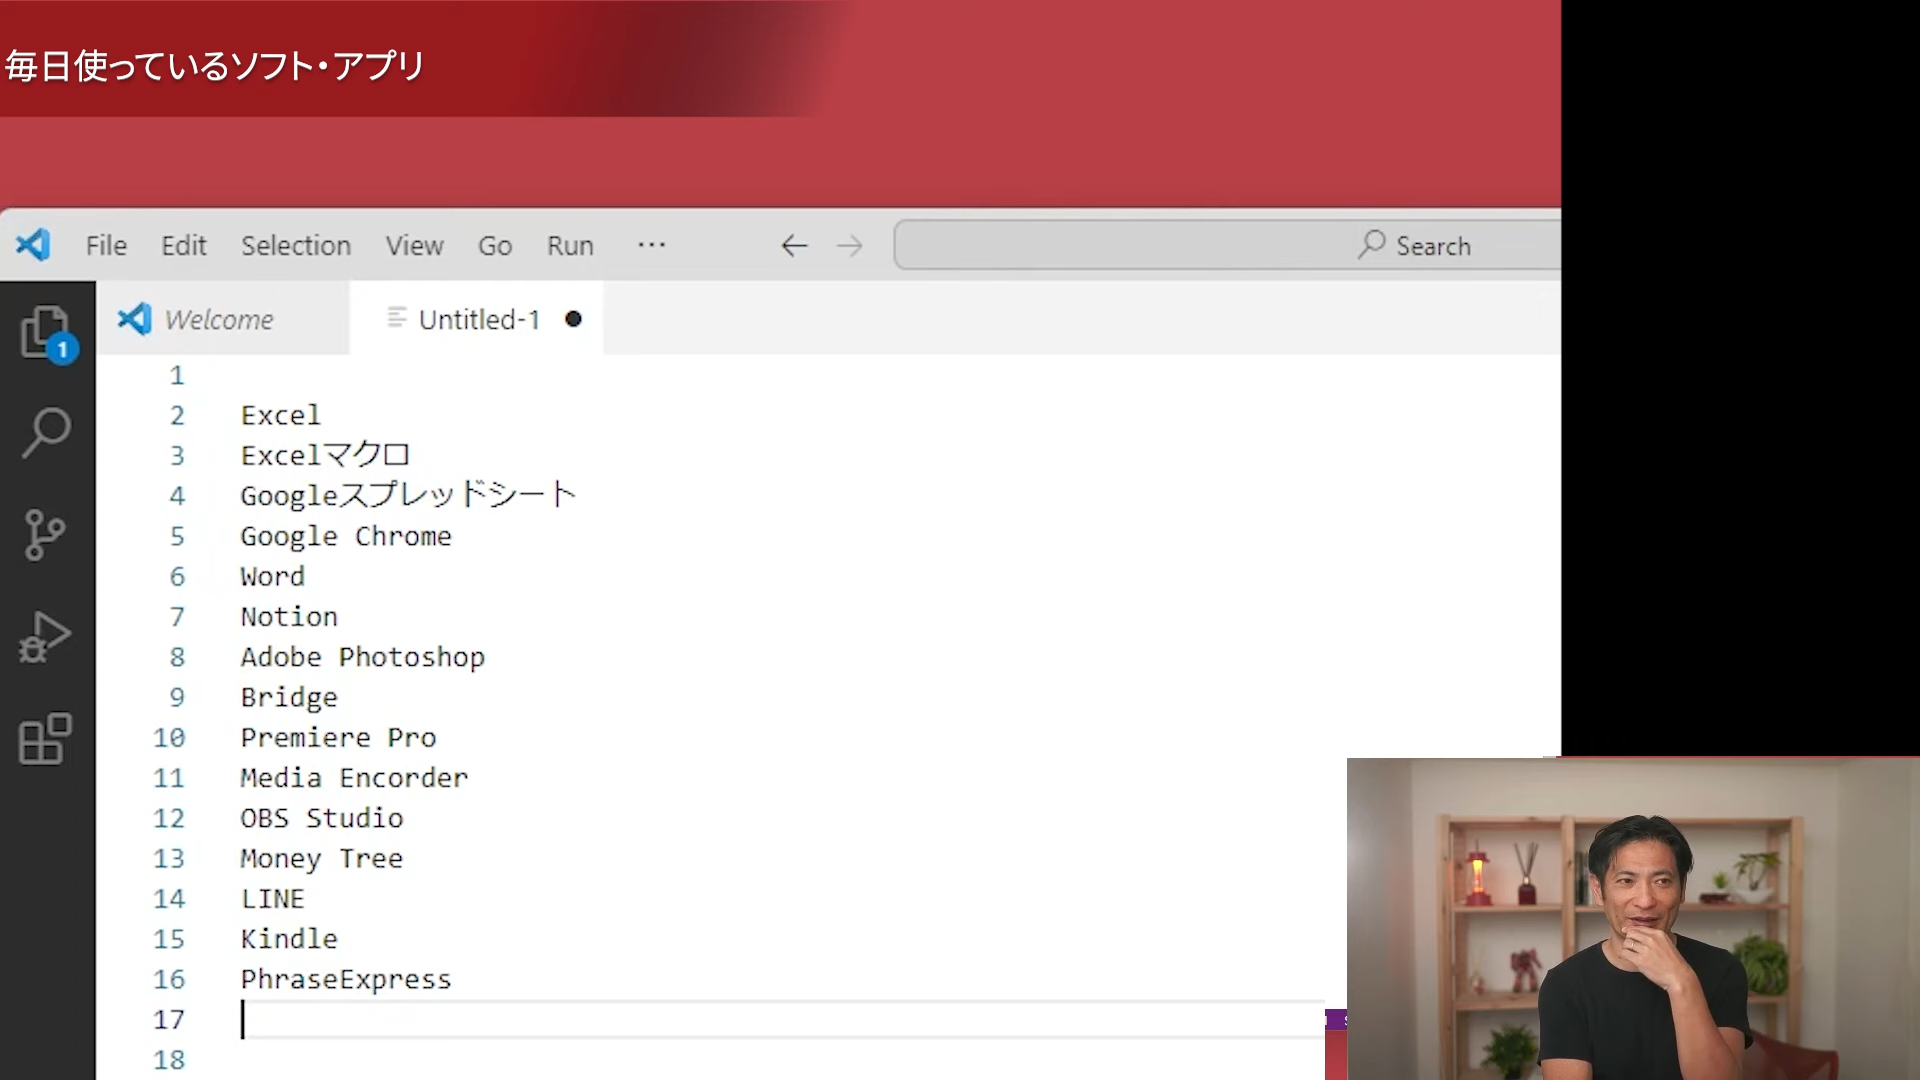 毎日使っているソフト・アプリ
File Edit Selection View Go Run ··· ← → Search
Welcome Untitled-1 ●
1
1
2 Excel
3 Excelマクロ
4 Googleスプレッドシート
5 Google Chrome
6 Word
7 Notion
8 Adobe Photoshop
9 Bridge
10 Premiere Pro
11 Media Encorder
12 OBS Studio
13 Money Tree
14 LINE
15 Kindle
16 PhraseExpress
17
18